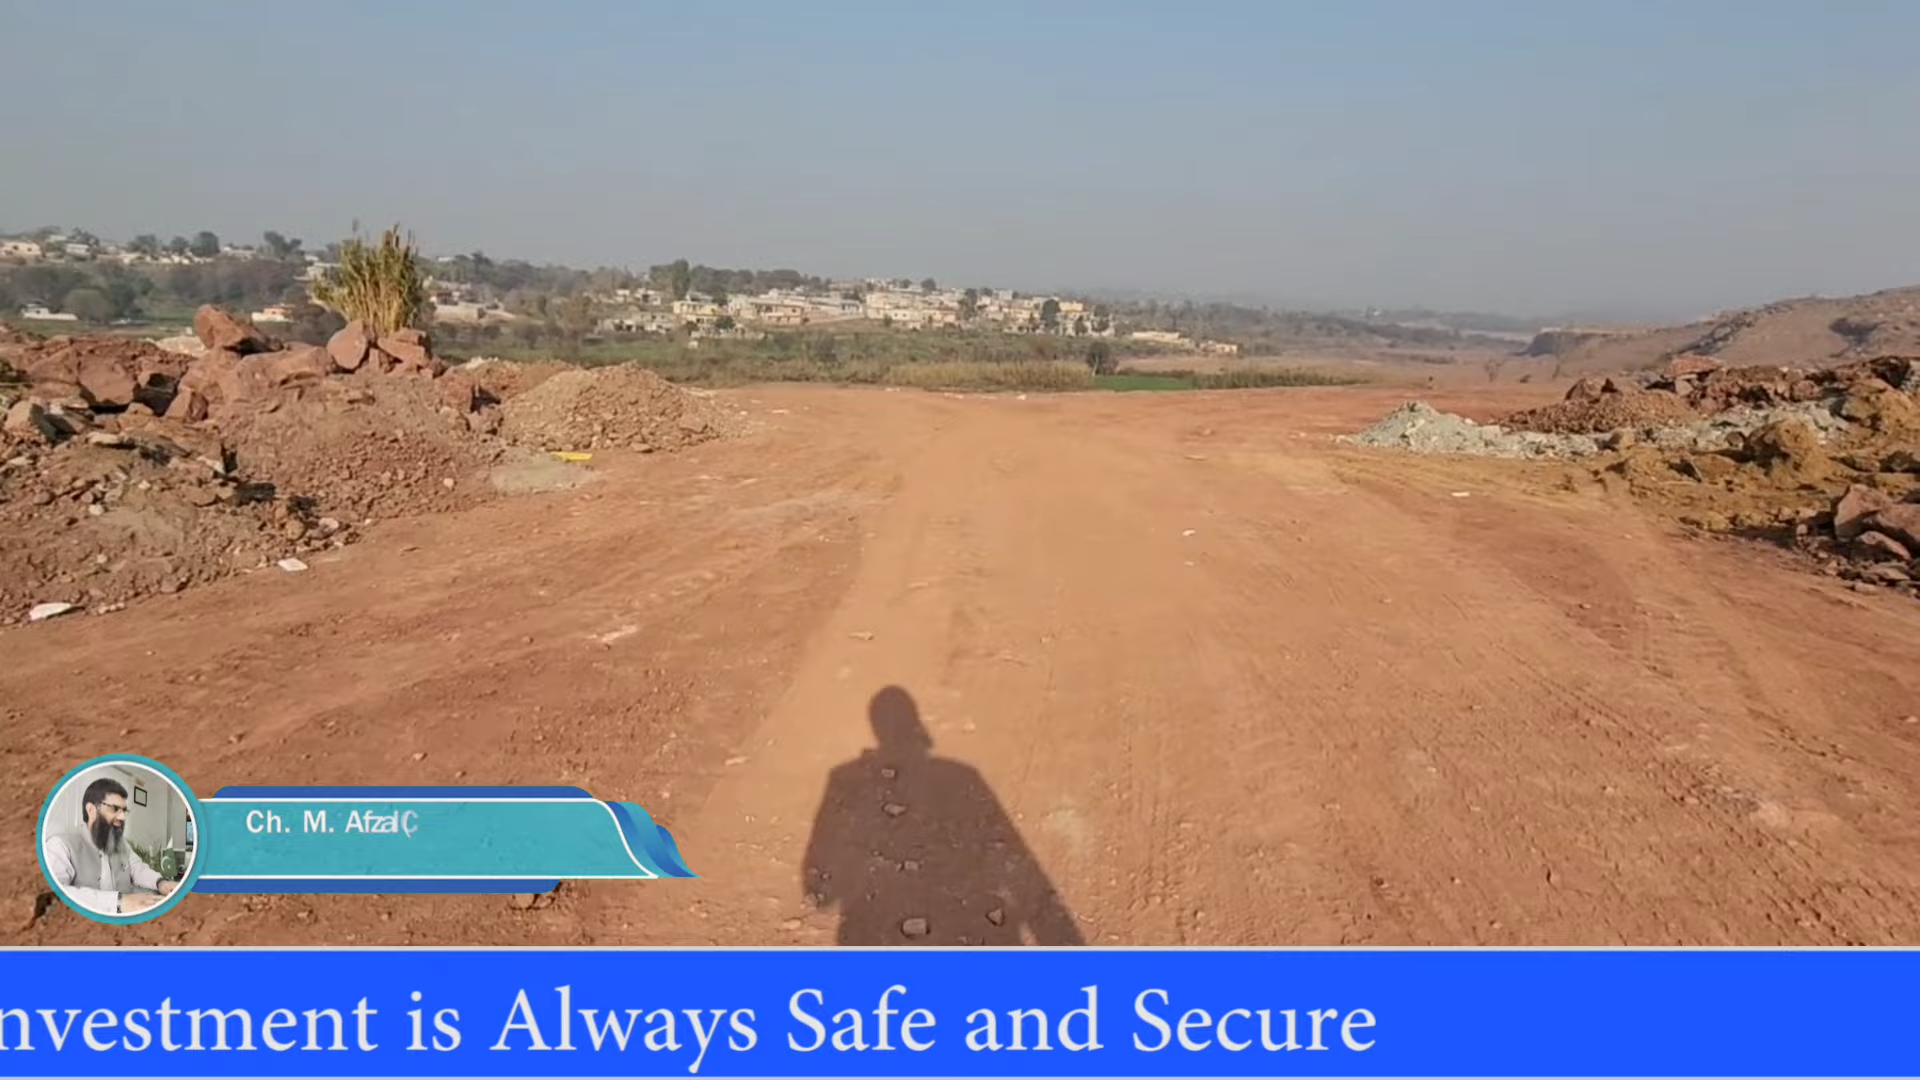 Ch. M. Afzal (
nvestment is Always Safe and Secure